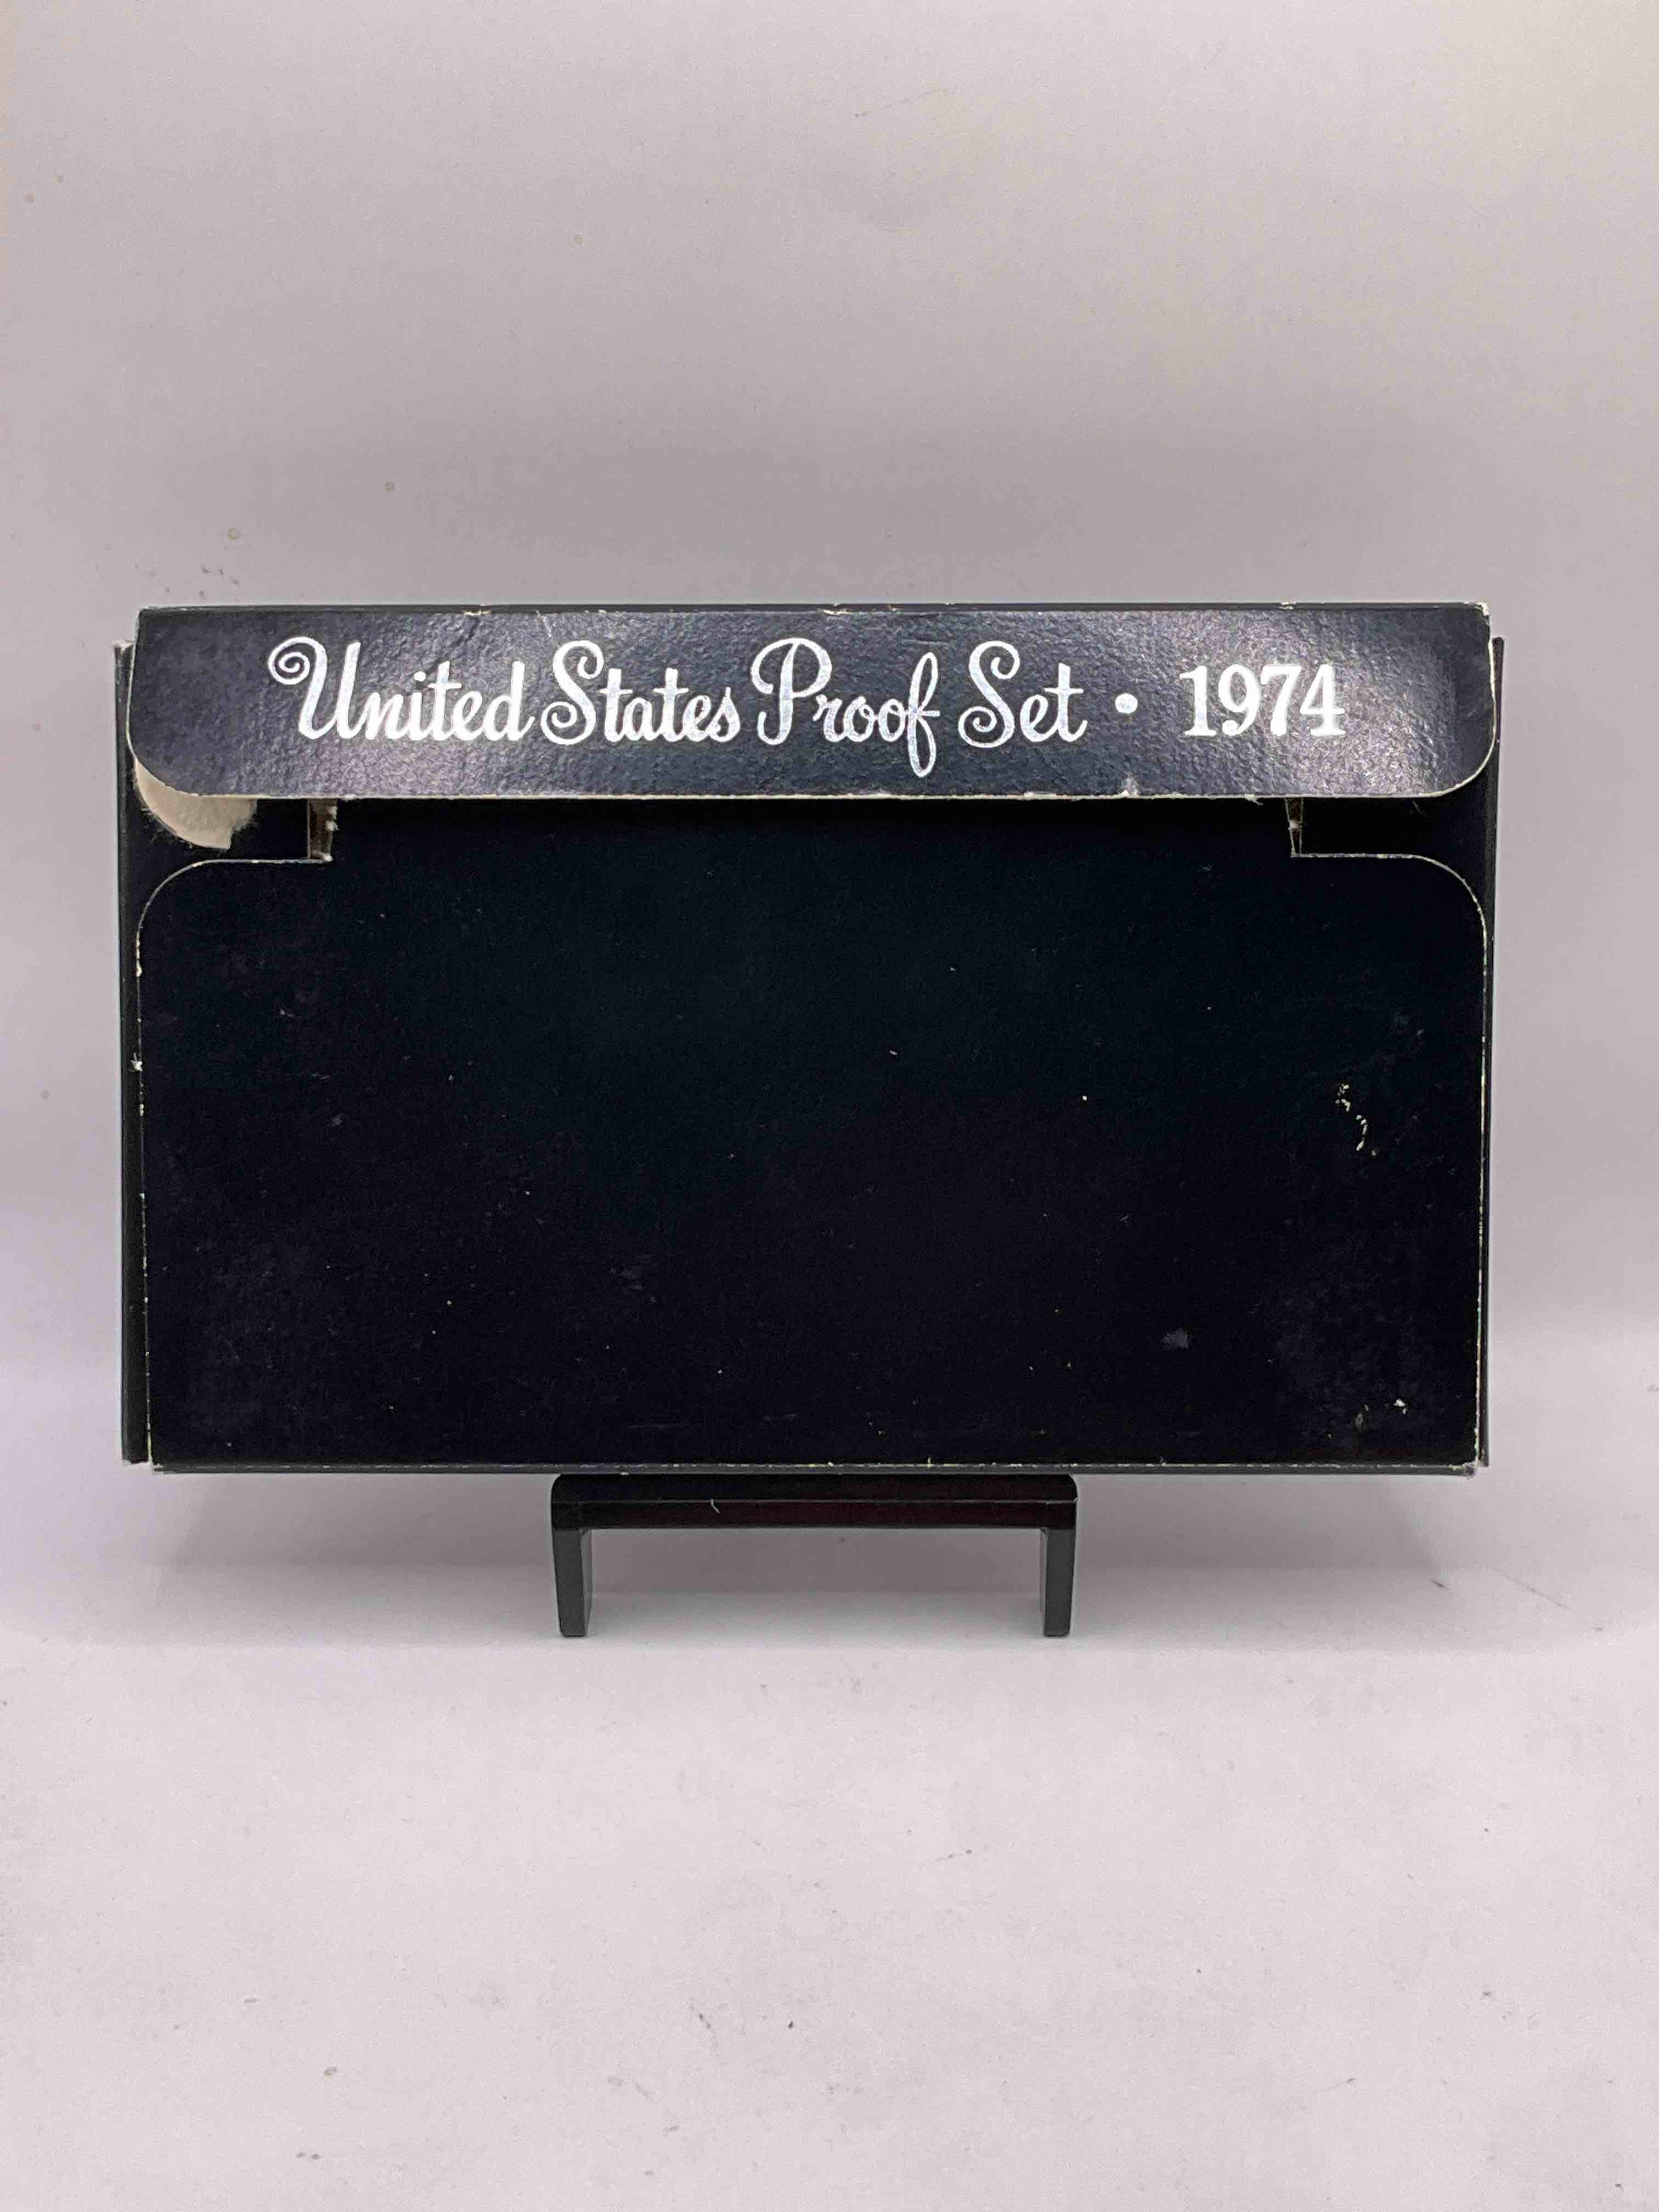 United States Proof Set • 1974